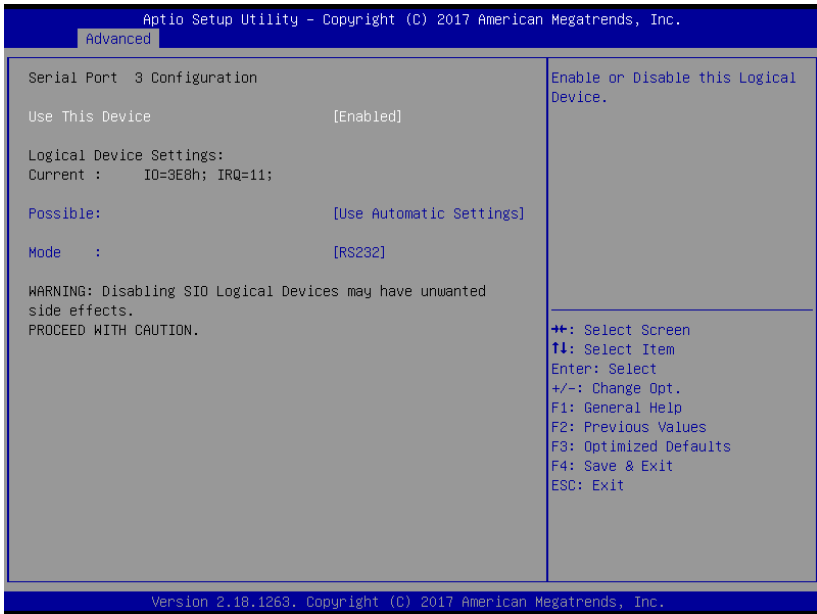 Aptio Setup Utility – Copyright (C) 2017 American Megatrends, Inc.
Advanced
Serial Port 3 Configuration
Use This Device [Enabled]
Logical Device Settings:
Current : IO=3E8h; IRQ=11;
Possible: [Use Automatic Settings]
Mode : [RS232]
WARNING: Disabling SIO Logical Devices may have unwanted
side effects.
PROCEED WITH CAUTION.
Enable or Disable this Logical
Device.
→←: Select Screen
↑↓: Select Item
Enter: Select
+/-: Change Opt.
F1: General Help
F2: Previous Values
F3: Optimized Defaults
F4: Save & Exit
ESC: Exit
Version 2.18.1263. Copyright (C) 2017 American Megatrends, Inc.